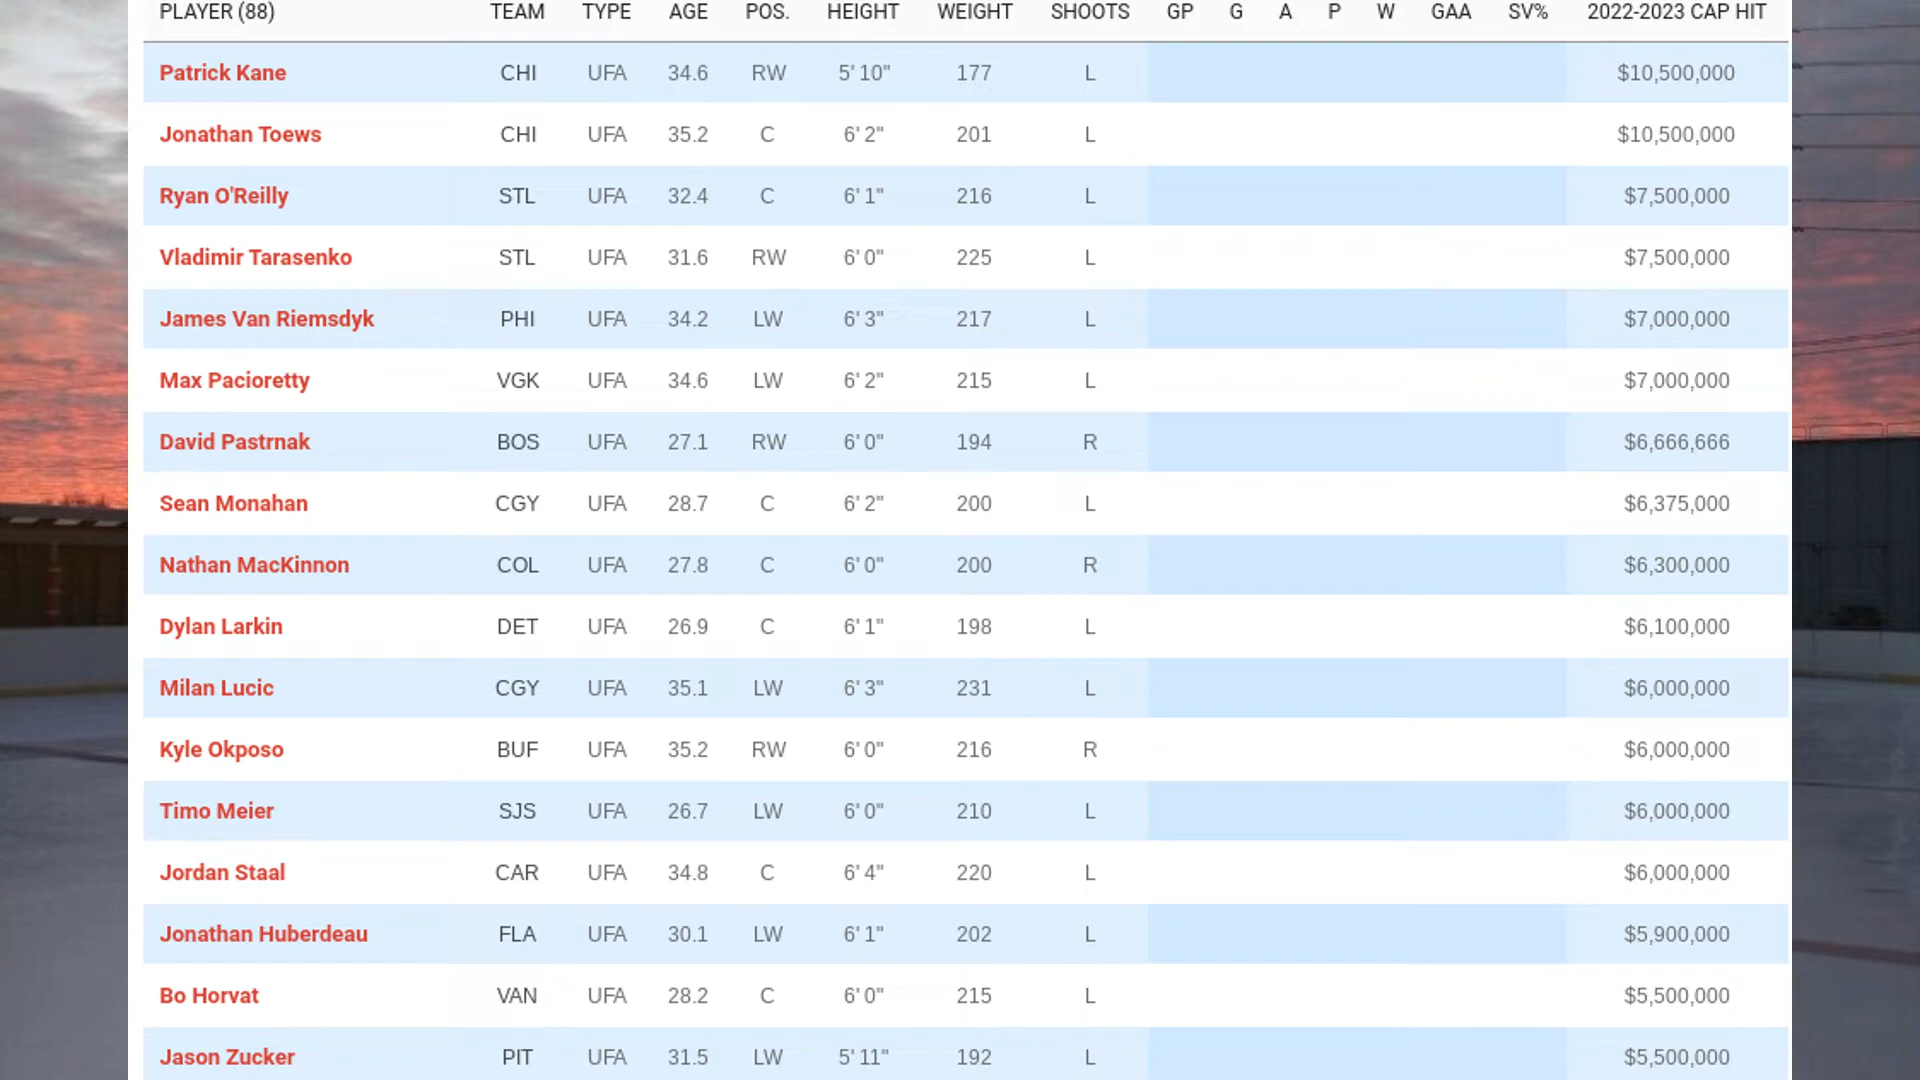 PLAYER (88) TEAM TYPE AGE POS. HEIGHT WEIGHT SHOOTS GP G A P W GAA SV% 2022-2023 CAP HIT
Patrick Kane CHI UFA 34.6 RW 5' 10" 177 L $10,500,000
Jonathan Toews CHI UFA 35.2 C 6' 2" 201 L $10,500,000
Ryan O'Reilly STL UFA 32.4 C 6' 1" 216 L $7,500,000
Vladimir Tarasenko STL UFA 31.6 RW 6' 0" 225 L $7,500,000
James Van Riemsdyk PHI UFA 34.2 LW 6' 3" 217 L $7,000,000
Max Pacioretty VGK UFA 34.6 LW 6' 2" 215 L $7,000,000
David Pastrnak BOS UFA 27.1 RW 6' 0" 194 R $6,666,666
Sean Monahan CGY UFA 28.7 C 6' 2" 200 L $6,375,000
Nathan MacKinnon COL UFA 27.8 C 6' 0" 200 R $6,300,000
Dylan Larkin DET UFA 26.9 C 6' 1" 198 L $6,100,000
Milan Lucic CGY UFA 35.1 LW 6' 3" 231 L $6,000,000
Kyle Okposo BUF UFA 35.2 RW 6' 0" 216 R $6,000,000
Timo Meier SJS UFA 26.7 LW 6' 0" 210 L $6,000,000
Jordan Staal CAR UFA 34.8 C 6' 4" 220 L $6,000,000
Jonathan Huberdeau FLA UFA 30.1 LW 6' 1" 202 L $5,900,000
Bo Horvat VAN UFA 28.2 C 6' 0" 215 L $5,500,000
Jason Zucker PIT UFA 31.5 LW 5' 11" 192 L $5,500,000